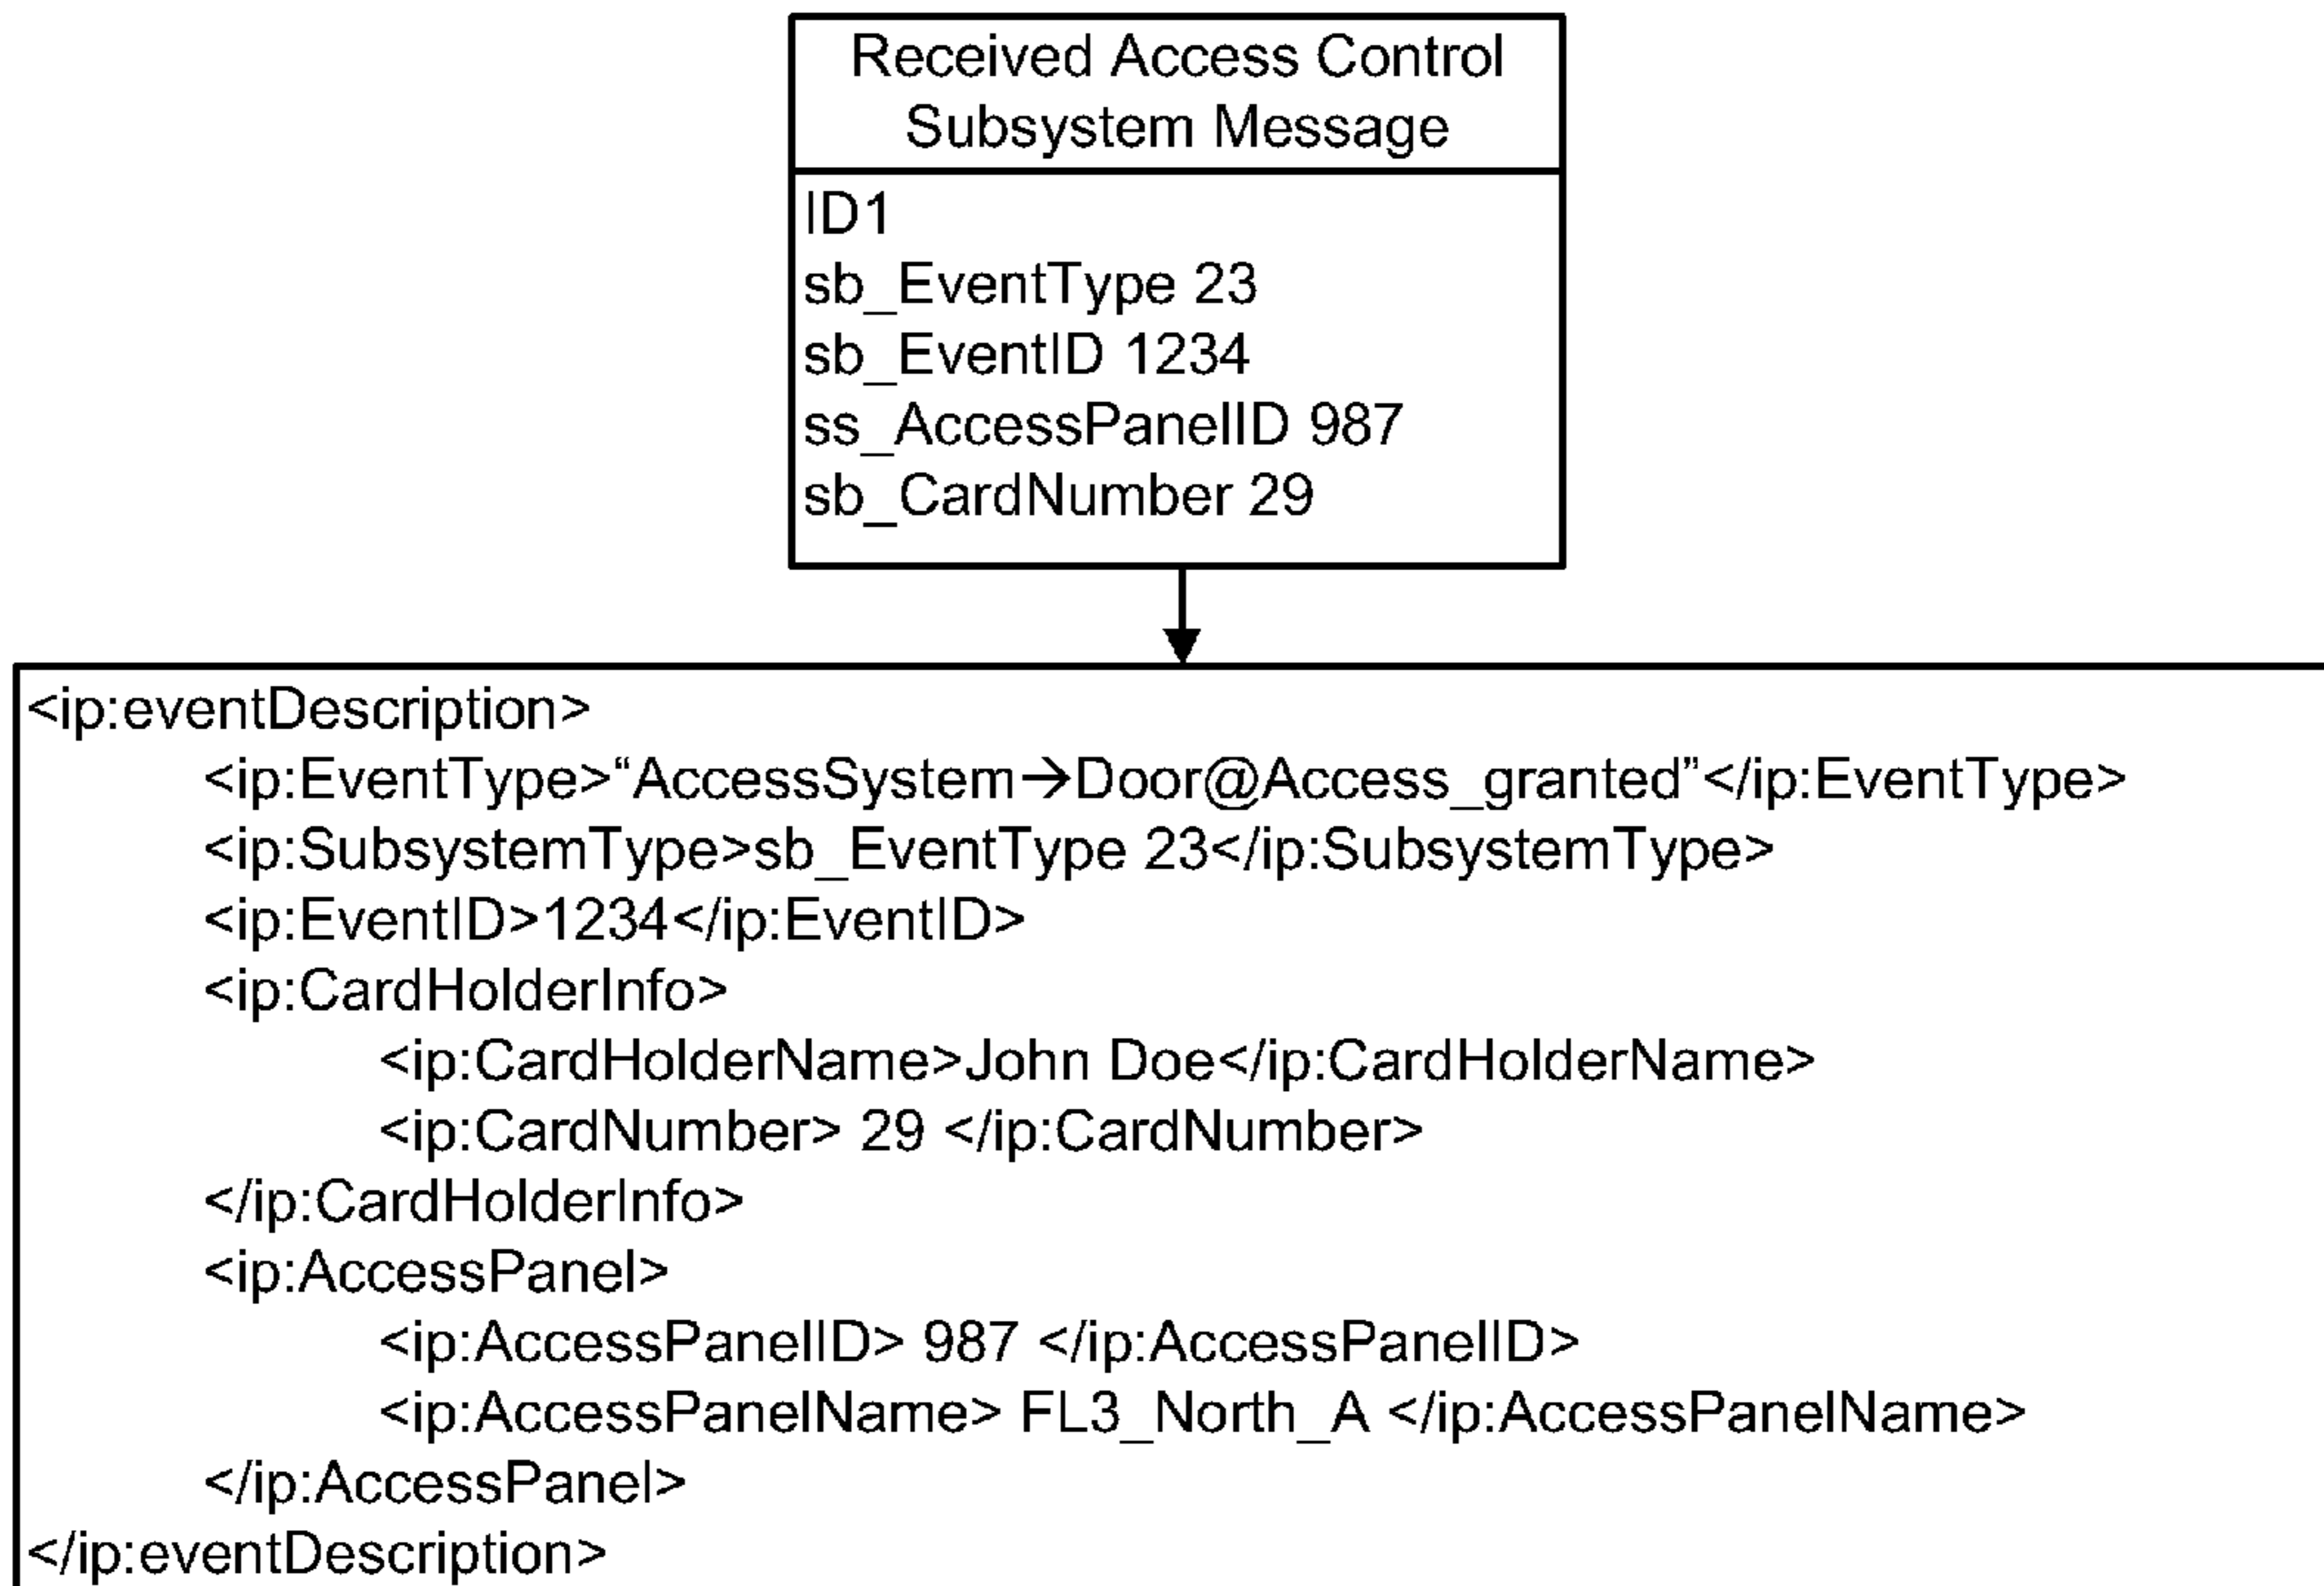 Received Access Control
Subsystem Message
ID1
sb_EventType 23
sb_EventID 1234
ss_AccessPanelID 987
sb_CardNumber 29
<ip:eventDescription>
<ip:EventType>“AccessSystem→Door@Access_granted”</ip:EventType>
<ip:SubsystemType>sb_EventType 23</ip:SubsystemType>
<ip:EventID>1234</ip:EventID>
<ip:CardHolderInfo>
<ip:CardHolderName>John Doe</ip:CardHolderName>
<ip:CardNumber> 29 </ip:CardNumber>
</ip:CardHolderInfo>
<ip:AccessPanel>
<ip:AccessPanelID> 987 </ip:AccessPanelID>
<ip:AccessPanelName> FL3_North_A </ip:AccessPanelName>
</ip:AccessPanel>
</ip:eventDescription>